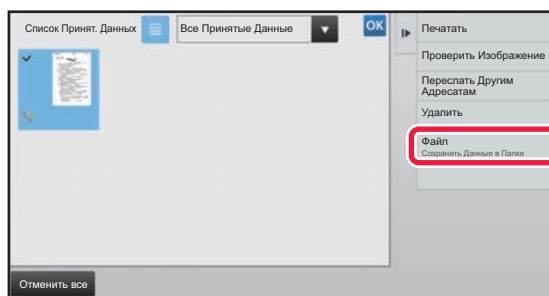 Список Принят. Данных
Все Принятые Данные
OK
Печатать
Проверить Изображение
Переслать Другим
Адресатам
Удалить
Файл
Сохранить Данные в Папке
Отменить все